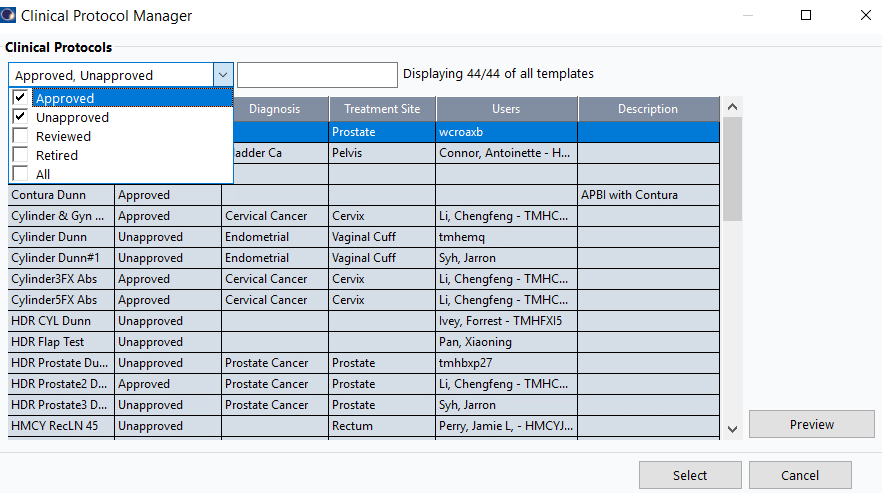 Clinical Protocol Manager
Clinical Protocols
Approved, Unapproved
Displaying 44/44 of all templates
Approved
Unapproved
Reviewed
Retired
All
Diagnosis Treatment Site Users Description
Prostate wcroaxb
ladder Ca Pelvis Connor, Antoinette - H...
Contura Dunn Approved APBI with Contura
Cylinder & Gyn ... Approved Cervical Cancer Cervix Li, Chengfeng - TMHC...
Cylinder Dunn Unapproved Endometrial Vaginal Cuff tmhemq
Cylinder Dunn#1 Unapproved Endometrial Vaginal Cuff Syh, Jarron
Cylinder3FX Abs Approved Cervical Cancer Cervix Li, Chengfeng - TMHC...
Cylinder5FX Abs Approved Cervical Cancer Cervix Li, Chengfeng - TMHC...
HDR CYL Dunn Unapproved Ivey, Forrest - TMHFXI5
HDR Flap Test Unapproved Pan, Xiaoning
HDR Prostate Du... Unapproved Prostate Cancer Prostate tmhbxp27
HDR Prostate2 D... Approved Prostate Cancer Prostate Li, Chengfeng - TMHC...
HDR Prostate3 D... Unapproved Prostate Cancer Prostate Syh, Jarron
HMCY RecLN 45 Unapproved Rectum Perry, Jamie L, - HMCYJ...
Preview
Select Cancel